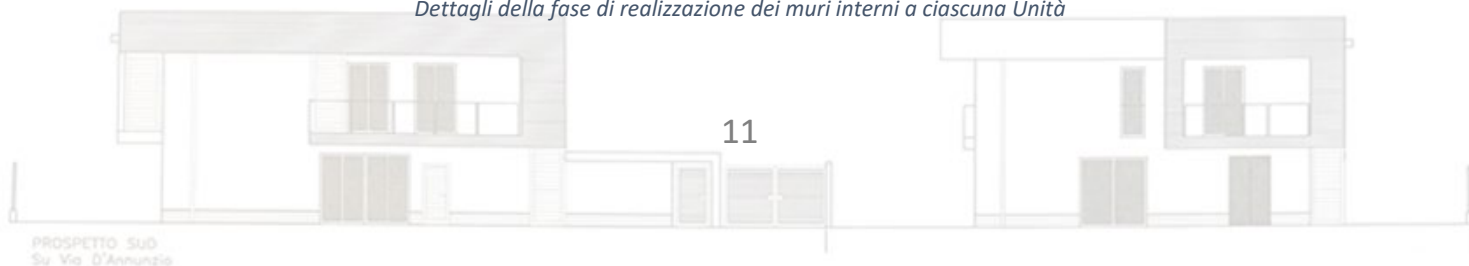 Dettagli della fase di realizzazione dei muri interni a ciascuna Unità
11
PROSPETTO SUD
Su Via D'Annunzio